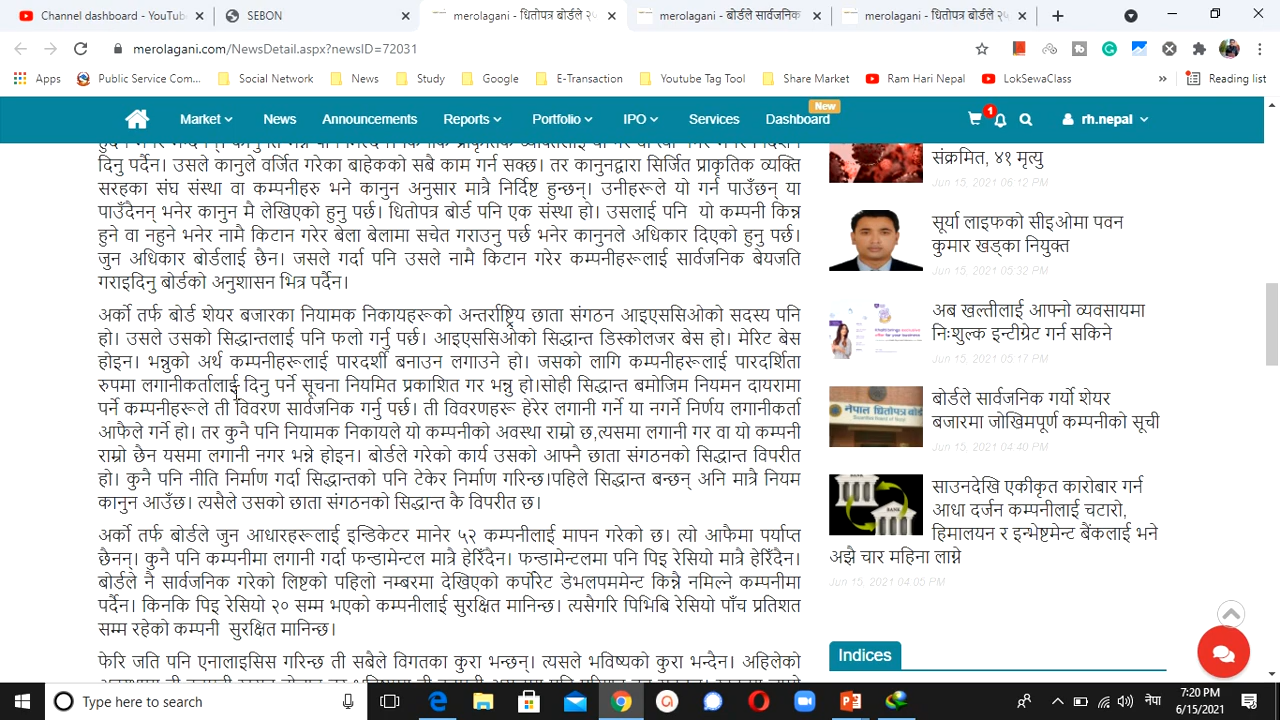 Channel dashboard - YouTu
SEBON
merolagani - धितोपत्र बोर्डले २५
merolagani - बोर्डले सार्वजनिक
merolagani - धितोपत्र बोर्डले २५
merolagani.com/NewsDetail.aspx?newsID=72031
Apps
Public Service Com...
Social Network
News
Study
Google
E-Transaction
Youtube Tag Tool
Share Market
Ram Hari Nepal
LokSewaClass
»
Reading list
New
Market
News
Announcements
Reports
Portfolio
IPO
Services
Dashboard
1
rh.nepal
दिनु पर्दैन। उसले कानुले वर्जित गरेका बाहेकको सबै काम गर्न सक्छ। तर कानुनद्वारा सिर्जित प्राकृतिक व्यक्ति
सरहका संघ संस्था वा कम्पनीहरु भने कानुन अनुसार मात्रै निर्दिष्ट हुन्छन्। उनीहरूले यो गर्न पाउँछन् या
पाउँदैनन् भनेर कानुन मै लेखिएको हुनु पर्छ। धितोपत्र बोर्ड पनि एक संस्था हो। उसलाई पनि यो कम्पनी किन्न
हुने वा नहुने भनेर नामै किटान गरेर बेला बेलामा सचेत गराउनु पर्छ भनेर कानुनले अधिकार दिएको हुनु पर्छ।
जुन अधिकार बोर्डलाई छैन। जसले गर्दा पनि उसले नामै किटान गरेर कम्पनीहरूलाई सार्वजनिक बेयजति
गराइदिनु बोर्डको अनुशासन भित्र पर्दैन।
अर्को तर्फ बोर्ड शेयर बजारका नियामक निकायहरूको अन्तर्राष्ट्रिय छाता संगठन आइएससिओको सदस्य पनि
हो। उसले उसको सिद्धान्तलाई पनि फलो गर्नु पर्छ। आइएससिओको सिद्धान्त डिस्कोलजर बेस हो। मेरिट बेस
होइन। मन्नुको अर्थ कम्पनीहरूलाई पारदर्शी बनाउन लगाउने हो। जसको लागि कम्पनीहरूलाई पारदर्शिता
रुपमा लगानीकर्तालाई दिनु पर्ने सूचना नियमित प्रकाशित गर भन्नु हो।सोही सिद्धान्त बमोजिम नियमन दायरामा
पर्ने कम्पनीहरूले ती विवरण सार्वजनिक गर्नु पर्छ। ती विवरणहरू हेरेर लगानी गर्ने या नगर्ने निर्णय लगानीकर्ता
आफैले गर्ने हो। तर कुनै पनि नियामक निकायले यो कम्पनीको अवस्था राम्रो छ,त्यसमा लगानी गर वा यो कम्पनी
राम्रो छैन यसमा लगानी नगर भन्ने होइन। बोर्डले गरेको कार्य उसको आफ्नै छाता संगठनको सिद्धान्त विपरीत
हो। कुनै पनि नीति निर्माण गर्दा सिद्धान्तको पनि टेकेर निर्माण गरिन्छ।पहिले सिद्धान्त बन्छन् अनि मात्रै नियम
कानुन आउँछ। त्यसैले उसको छाता संगठनको सिद्धान्त कै विपरीत छ।
अर्को तर्फ बोर्डले जुन आधारहरूलाई इन्डिकेटर मानेर ५२ कम्पनीलाई मापन गरेको छ। त्यो आफैमा पर्याप्त
छैनन्। कुनै पनि कम्पनीमा लगानी गर्दा फन्डामेन्टल मात्रै हेरिँदैन। फन्डामेन्टलमा पनि पिइ रेसियो मात्रै हेरिँदैन।
बोर्डले नै सार्वजनिक गरेको लिष्टको पहिलो नम्बरमा देखिएको कर्पोरेट डेभलपममेन्ट किन्नै नमिल्ने कम्पनीमा
पर्दैन। किनकि पिइ रेसियो २० सम्म भएको कम्पनीलाई सुरक्षित मानिन्छ। त्यसैगरि पिभिबि रेसियो पाँच प्रतिशत
सम्म रहेको कम्पनी सुरक्षित मानिन्छ।
फेरि जति पनि एनालाइसिस गरिन्छ ती सबैले विगतका कुरा भन्छन्। त्यसले भविष्यको कुरा भन्दैन। अहिलेको
संक्रमित, ४१ मृत्यु
Jun 15, 2021 06:12 PM
सूर्या लाइफको सीइओमा पवन
कुमार खड्का नियुक्त
Jun 15, 2021 05:32 PM
अब खल्तीलाई आफ्नो व्यवसायमा
निःशुल्क इन्टीग्रेट गर्न सकिने
Jun 15, 2021 05:17 PM
नेपाल धितोपत्र बोर्ड
बोर्डले सार्वजनिक गर्यो शेयर
बजारमा जोखिमपूर्ण कम्पनीको सूची
Jun 15, 2021 04:40 PM
BANK
साउनदेखि एकीकृत कारोबार गर्न
आधा दर्जन कम्पनीलाई चटारो,
हिमालयन र इन्भेष्टमेन्ट बैंकलाई भने
अझै चार महिना लाग्ने
Jun 15, 2021 04:05 PM
Indices
Type here to search
नेपा
7:20 PM
6/15/2021